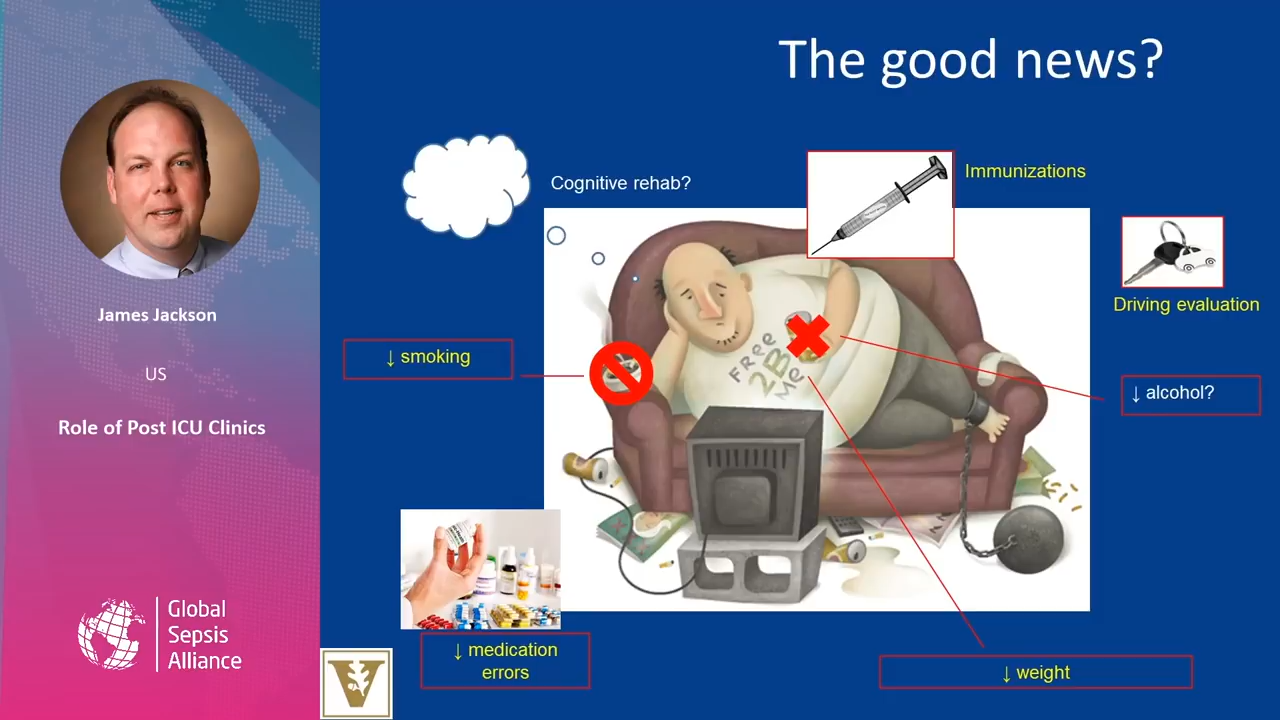 James Jackson
US
Role of Post ICU Clinics
Global
Sepsis
Alliance
The good news?
Cognitive rehab?
Immunizations
Driving evaluation
↓ smoking
FREE
2B
Me
↓ alcohol?
↓ medication
errors
↓ weight
V